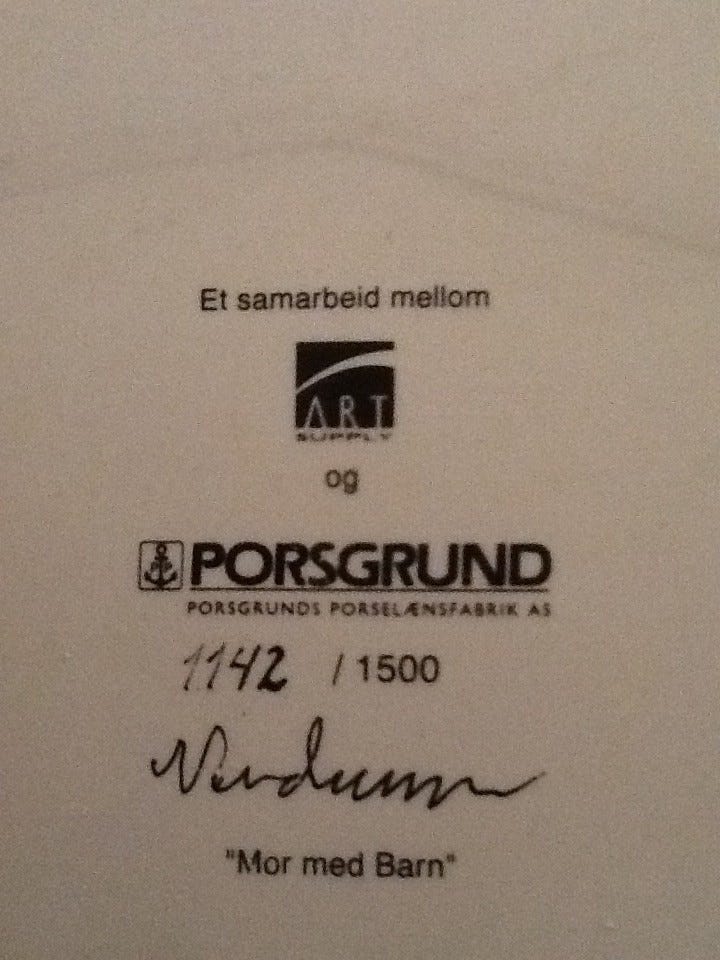 Et samarbeid mellom
ART
SUPPLY
og
PORSGRUND
PORSGRUNDS PORSELÆNSFABRIK AS
1142 / 1500
"Mor med Barn"